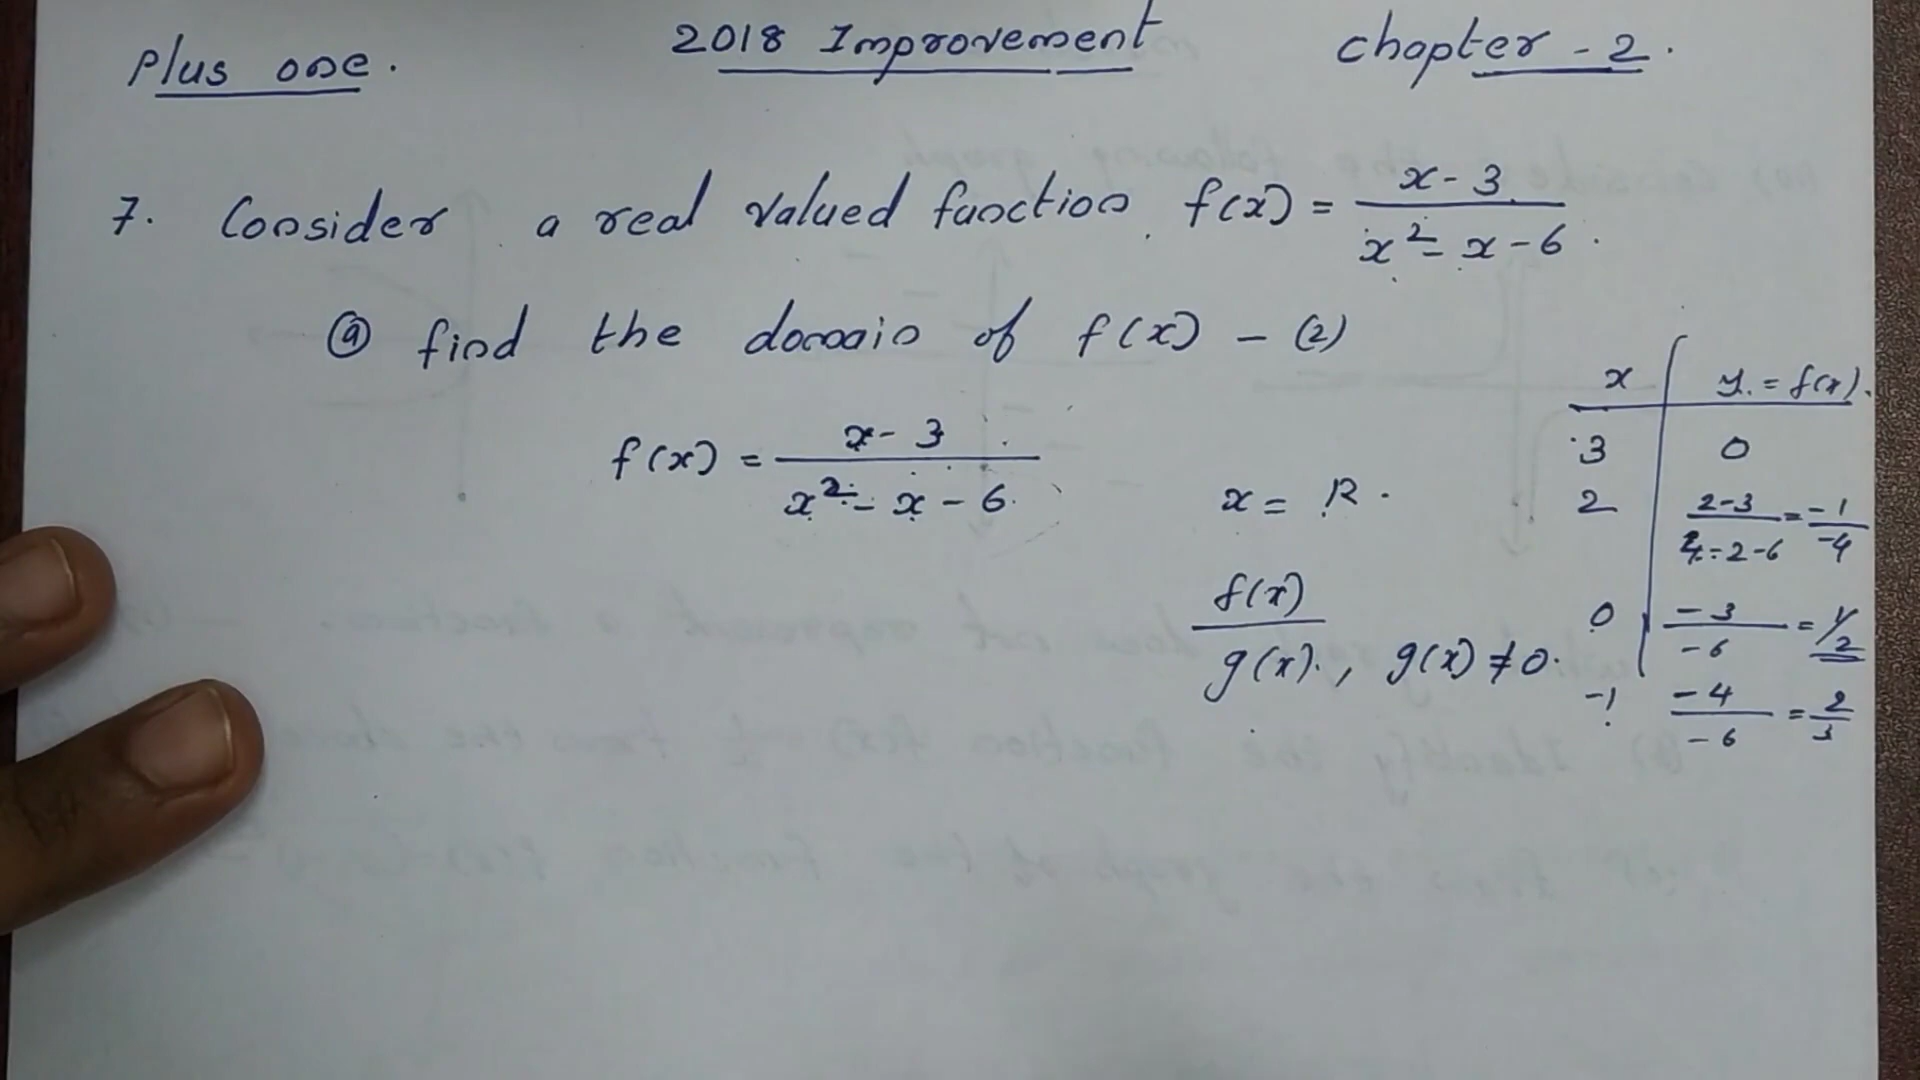 Plus one.
2018 Improvement
chapter - 2.
7. Consider a real valued function f(x) = x-3 / x² - x - 6.
ⓐ find the domain of f(x) - (2)
f(x) = x - 3 / x² - x - 6.
x = R.
f(x) / g(x)., g(x) ≠ 0.
x | y = f(x).
3 | 0
2 | 2-3 / 4-2-6 = -1 / -4
0 | -3 / -6 = 1/2
-1 | -4 / -6 = 2/3